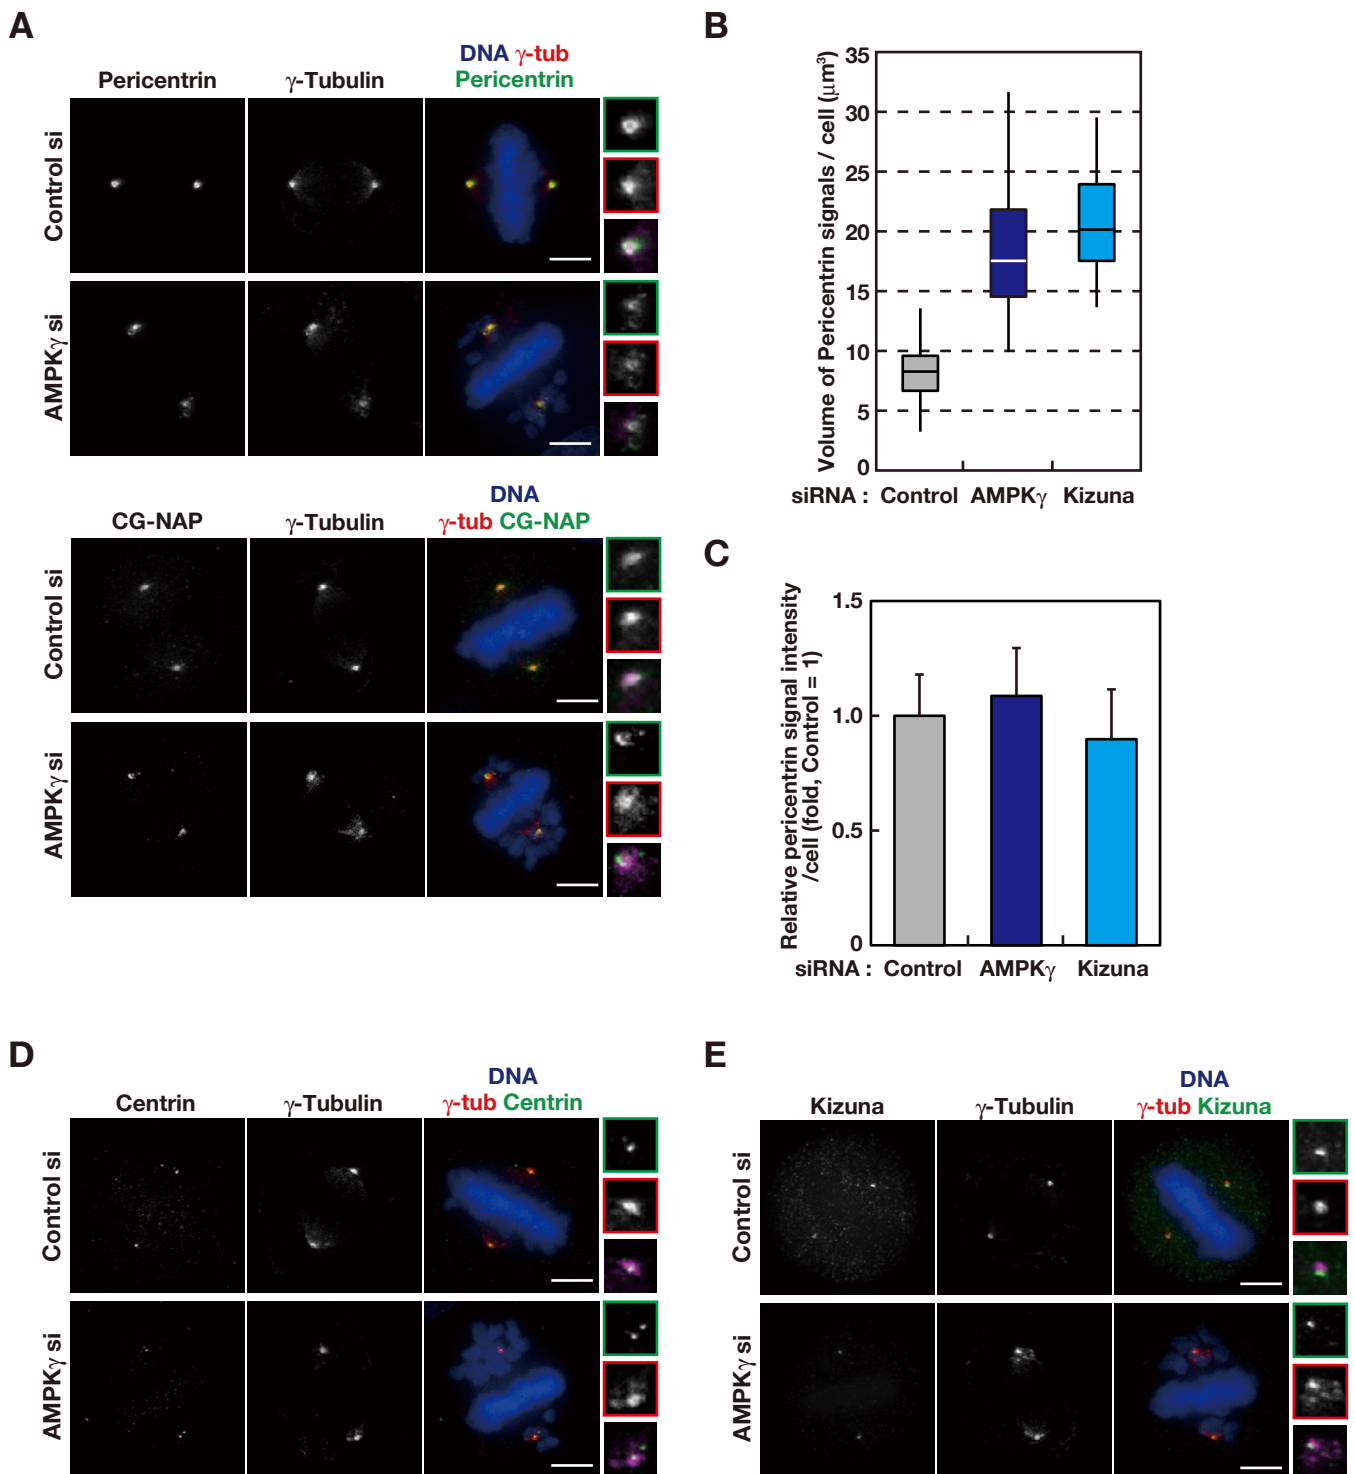 A
DNA γ-tub
Pericentrin γ-Tubulin Pericentrin
Control si
AMPKγ si
DNA
CG-NAP γ-Tubulin γ-tub CG-NAP
Control si
AMPKγ si
B
Volume of Pericentrin signals / cell (μm³)
35
30
25
20
15
10
5
0
siRNA : Control AMPKγ Kizuna
C
Relative pericentrin signal intensity
/cell (fold, Control = 1)
1.5
1.0
0.5
0
siRNA : Control AMPKγ Kizuna
D
DNA
Centrin γ-Tubulin γ-tub Centrin
Control si
AMPKγ si
E
DNA
Kizuna γ-Tubulin γ-tub Kizuna
Control si
AMPKγ si